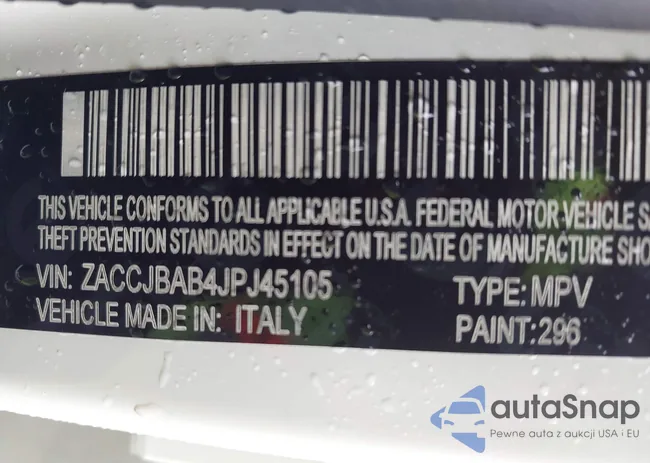 THIS VEHICLE CONFORMS TO ALL APPLICABLE U.S.A. FEDERAL MOTOR VEHICLE S
THEFT PREVENTION STANDARDS IN EFFECT ON THE DATE OF MANUFACTURE SHO
VIN: ZACCJBAB4JPJ45105 TYPE: MPV
VEHICLE MADE IN: ITALY PAINT: 296
autaSnap
Pewne auta z aukcji USA i EU